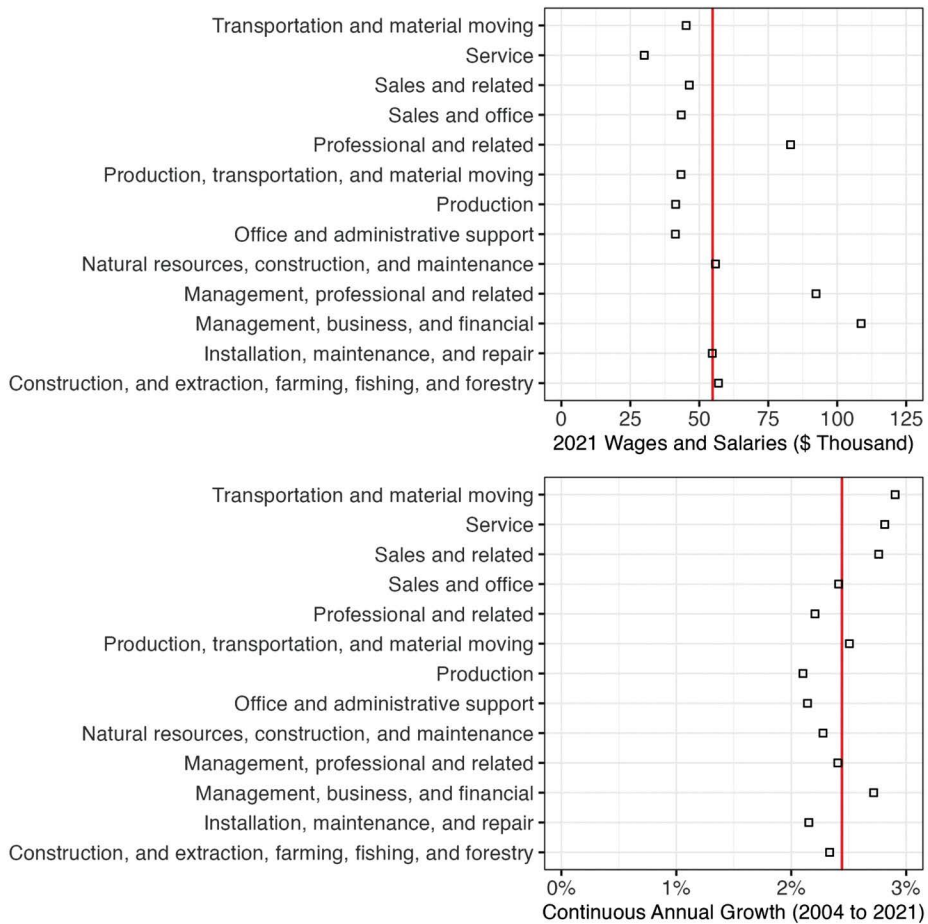 Transportation and material moving
Service
Sales and related
Sales and office
Professional and related
Production, transportation, and material moving
Production
Office and administrative support
Natural resources, construction, and maintenance
Management, professional and related
Management, business, and financial
Installation, maintenance, and repair
Construction, and extraction, farming, fishing, and forestry
0 25 50 75 100 125
2021 Wages and Salaries ($ Thousand)
Transportation and material moving
Service
Sales and related
Sales and office
Professional and related
Production, transportation, and material moving
Production
Office and administrative support
Natural resources, construction, and maintenance
Management, professional and related
Management, business, and financial
Installation, maintenance, and repair
Construction, and extraction, farming, fishing, and forestry
0% 1% 2% 3%
Continuous Annual Growth (2004 to 2021)